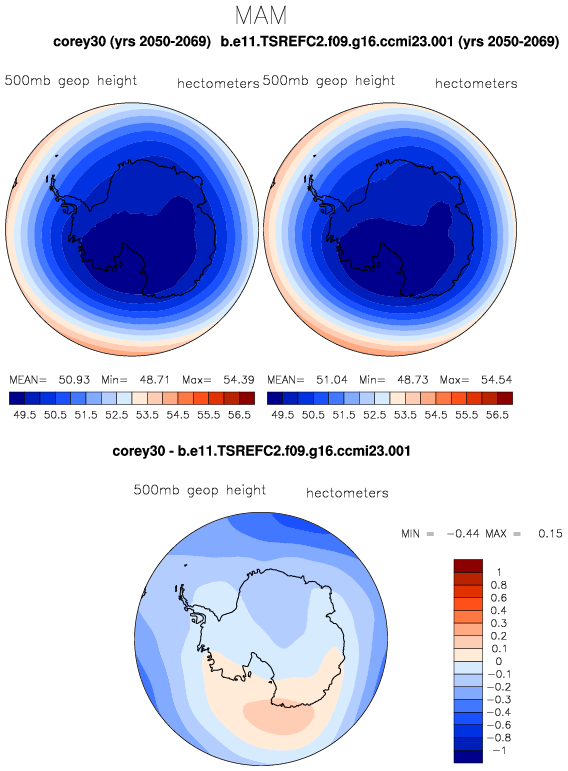 MAM
corey30 (yrs 2050-2069) b.e11.TSREFC2.f09.g16.ccmi23.001 (yrs 2050-2069)
500mb geop height hectometers 500mb geop height hectometers
MEAN= 50.93 Min= 48.71 Max= 54.39 MEAN= 51.04 Min= 48.73 Max= 54.54
49.5 50.5 51.5 52.5 53.5 54.5 55.5 56.5 49.5 50.5 51.5 52.5 53.5 54.5 55.5 56.5
corey30 - b.e11.TSREFC2.f09.g16.ccmi23.001
500mb geop height hectometers
MIN = -0.44 MAX = 0.15
1
0.8
0.6
0.4
0.3
0.2
0.1
0
-0.1
-0.2
-0.3
-0.4
-0.6
-0.8
-1